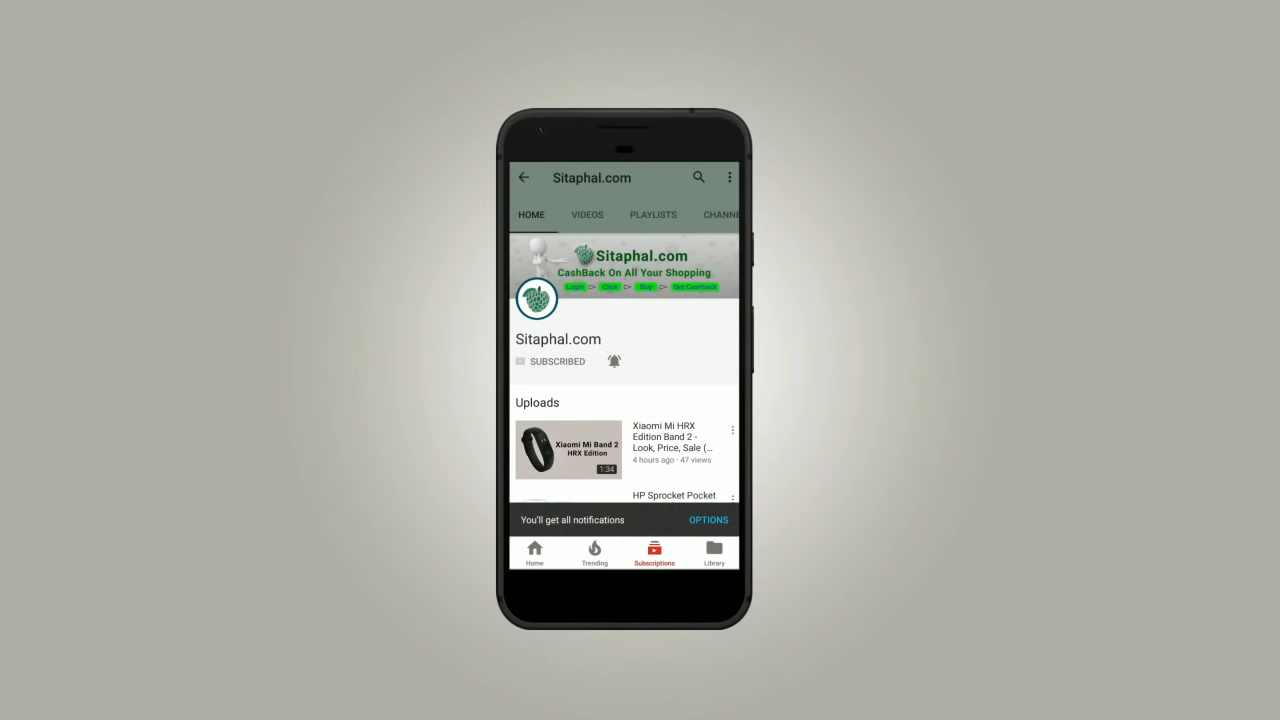 Sitaphal.com
HOME VIDEOS PLAYLISTS CHANNE
Sitaphal.com
CashBack On All Your Shopping
Login Click Buy Get Cashback
Sitaphal.com
SUBSCRIBED
Uploads
Xiaomi Mi Band 2
HRX Edition
1:34
Xiaomi Mi HRX
Edition Band 2 -
Look, Price, Sale (...
4 hours ago · 47 views
HP Sprocket Pocket
You'll get all notifications OPTIONS
Home Trending Subscriptions Library